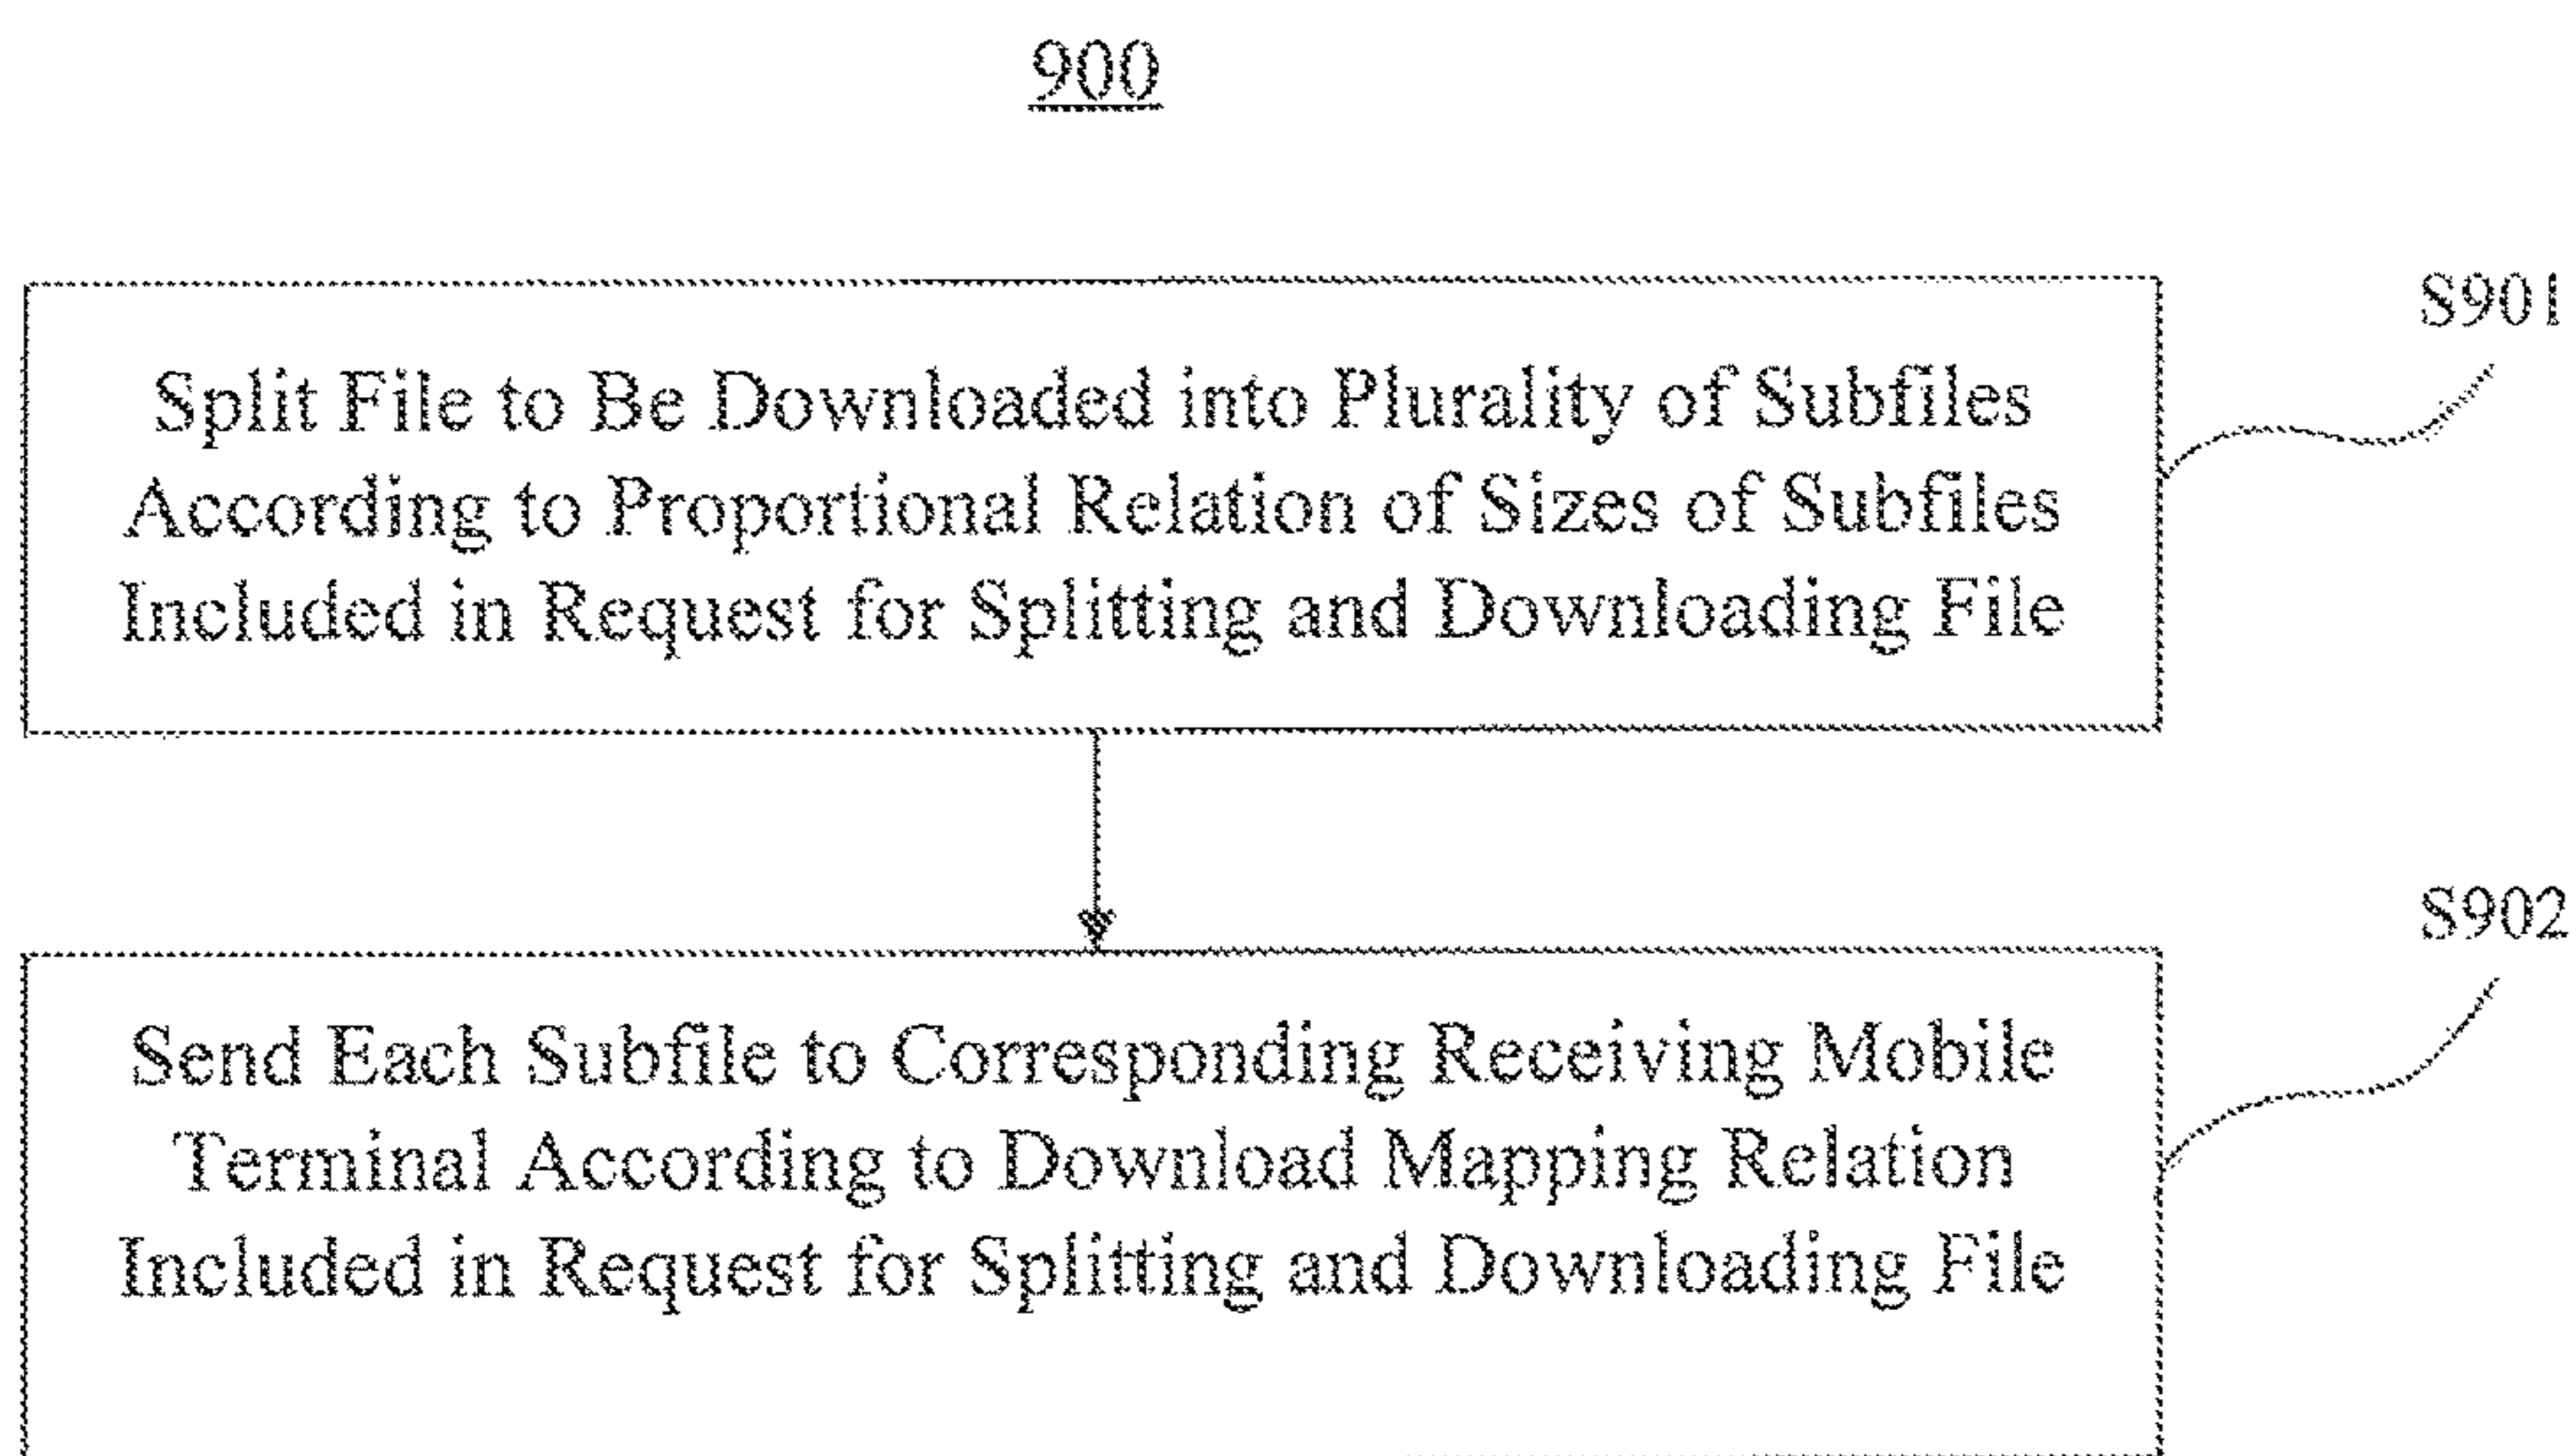 900
S901
Split File to Be Downloaded into Plurality of Subfiles
According to Proportional Relation of Sizes of Subfiles
Included in Request for Splitting and Downloading File
S902
Send Each Subfile to Corresponding Receiving Mobile
Terminal According to Download Mapping Relation
Included in Request for Splitting and Downloading File